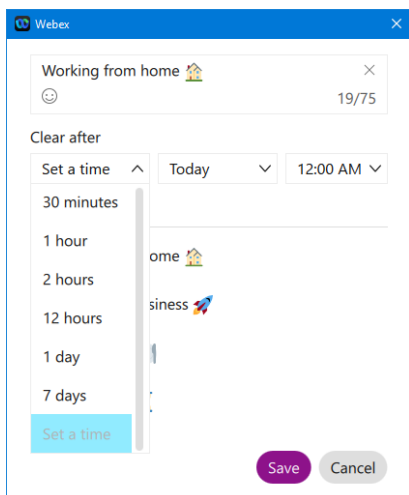 Webex
Working from home 🏡
19/75
Clear after
Set a time Today 12:00 AM
30 minutes
1 hour
ome 🏡
2 hours
siness 🚀
12 hours
1 day
7 days
Set a time
Save Cancel